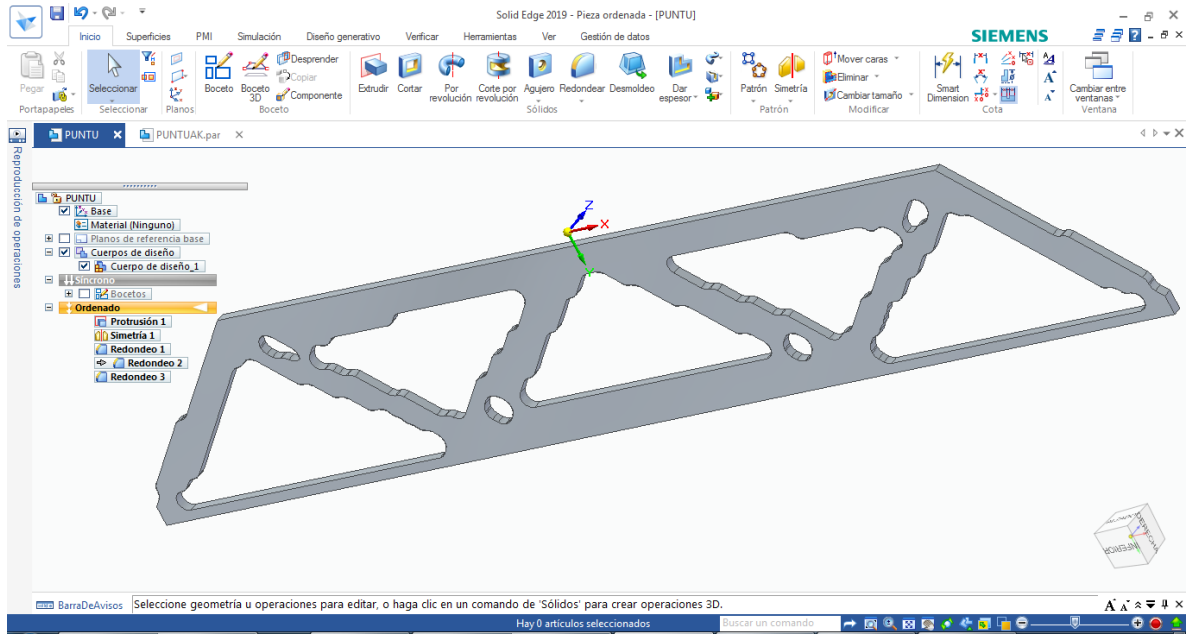 Solid Edge 2019 - Pieza ordenada - [PUNTU]
Inicio Superficies PMI Simulación Diseño generativo Verificar Herramientas Ver Gestión de datos SIEMENS
Pegar
Seleccionar
Boceto Boceto 3D
Desprender
Copiar
Componente
Extruir Cortar Por revolución Corte por revolución Agujero Redondear Desmoldeo Dar espesor
Patrón Simetría
Mover caras
Eliminar
Cambiar tamaño
Smart Dimension
Cambiar entre ventanas
Portapapeles Seleccionar Planos Boceto Sólidos Patrón Modificar Cota Ventana
PUNTU PUNTUAK.par
Reproducción de operaciones
PUNTU
Base
Material (Ninguno)
Planos de referencia base
Cuerpos de diseño
Cuerpo de diseño_1
Síncrono
Bocetos
Ordenado
Protrusión 1
Simetría 1
Redondeo 1
Redondeo 2
Redondeo 3
Z
X
Y
DERECHA
INFERIOR
BarraDeAvisos Seleccione geometría u operaciones para editar, o haga clic en un comando de 'Sólidos' para crear operaciones 3D.
Hay 0 artículos seleccionados Buscar un comando